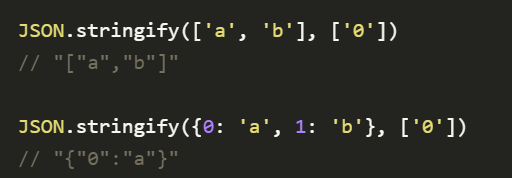 JSON.stringify(['a', 'b'], ['0'])
// "["a","b"]"
JSON.stringify({0: 'a', 1: 'b'}, ['0'])
// "{"0":"a"}"